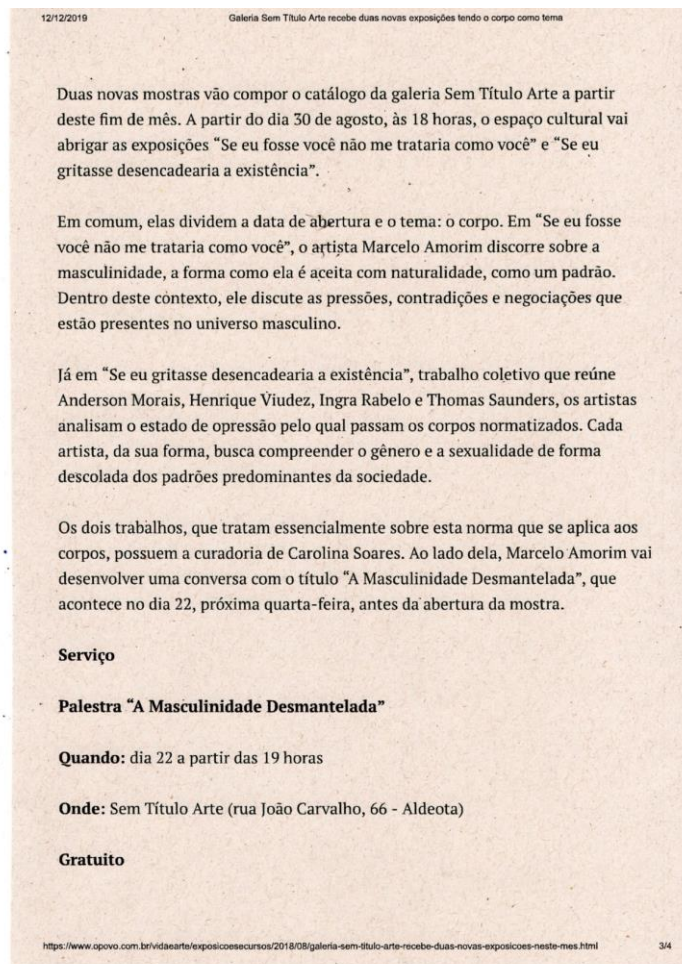 12/12/2019
Galeria Sem Título Arte recebe duas novas exposições tendo o corpo como tema
Duas novas mostras vão compor o catálogo da galeria Sem Título Arte a partir
deste fim de mês. A partir do dia 30 de agosto, às 18 horas, o espaço cultural vai
abrigar as exposições “Se eu fosse você não me trataria como você” e “Se eu
gritasse desencadearia a existência”.
Em comum, elas dividem a data de abertura e o tema: o corpo. Em “Se eu fosse
você não me trataria como você”, o artista Marcelo Amorim discorre sobre a
masculinidade, a forma como ela é aceita com naturalidade, como um padrão.
Dentro deste contexto, ele discute as pressões, contradições e negociações que
estão presentes no universo masculino.
Já em “Se eu gritasse desencadearia a existência”, trabalho coletivo que reúne
Anderson Morais, Henrique Viudez, Ingra Rabelo e Thomas Saunders, os artistas
analisam o estado de opressão pelo qual passam os corpos normatizados. Cada
artista, da sua forma, busca compreender o gênero e a sexualidade de forma
descolada dos padrões predominantes da sociedade.
Os dois trabalhos, que tratam essencialmente sobre esta norma que se aplica aos
corpos, possuem a curadoria de Carolina Soares. Ao lado dela, Marcelo Amorim vai
desenvolver uma conversa com o título “A Masculinidade Desmantelada”, que
acontece no dia 22, próxima quarta-feira, antes da abertura da mostra.
Serviço
Palestra “A Masculinidade Desmantelada”
Quando: dia 22 a partir das 19 horas
Onde: Sem Título Arte (rua João Carvalho, 66 - Aldeota)
Gratuito
https://www.opovo.com.br/vidaearte/exposicoesecursos/2018/08/galeria-sem-titulo-arte-recebe-duas-novas-exposicoes-neste-mes.html
3/4